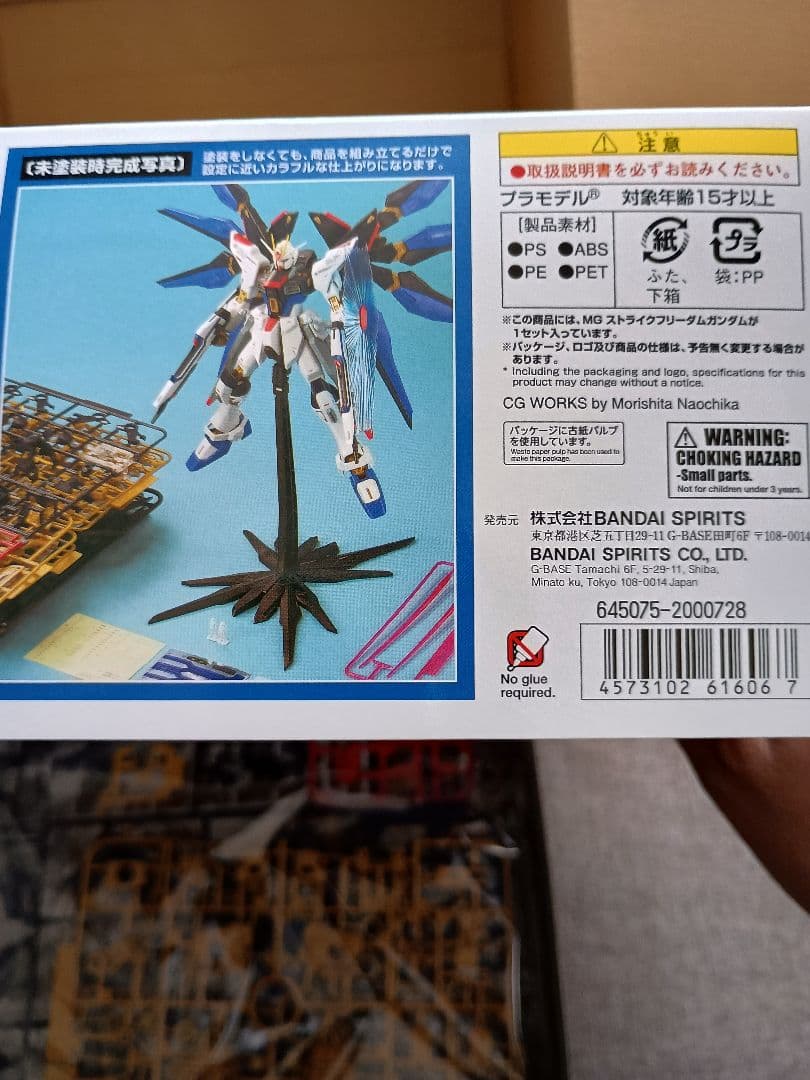 〔未塗装時完成写真〕
塗装をしなくても、商品を組み立てるだけで
設定に近いカラフルな仕上がりになります。
注意
ちゅうい
●取扱説明書を必ずお読みください。
プラモデル® 対象年齢15才以上
［製品素材］
●PS ●ABS
●PE ●PET
紙
ふた、
下箱
プラ
袋:PP
※この商品には、MG ストライクフリーダムガンダムが
1セット入っています。
※パッケージ、ロゴ及び商品の仕様は、予告無く変更する場合が
あります。
* Including the packaging and logo, specifications for this
product may change without a notice.
CG WORKS by Morishita Naochika
パッケージに古紙パルプ
を使用しています。
Waste paper pulp has been used to
make this package.
WARNING:
CHOKING HAZARD
-Small parts.
Not for children under 3 years.
発売元 株式会社BANDAI SPIRITS
東京都港区芝五丁目29-11 G-BASE田町6F 〒108-0014
BANDAI SPIRITS CO., LTD.
G-BASE Tamachi 6F, 5-29-11, Shiba,
Minato ku, Tokyo 108-0014 Japan
645075-2000728
No glue
required.
4573102 61606 7